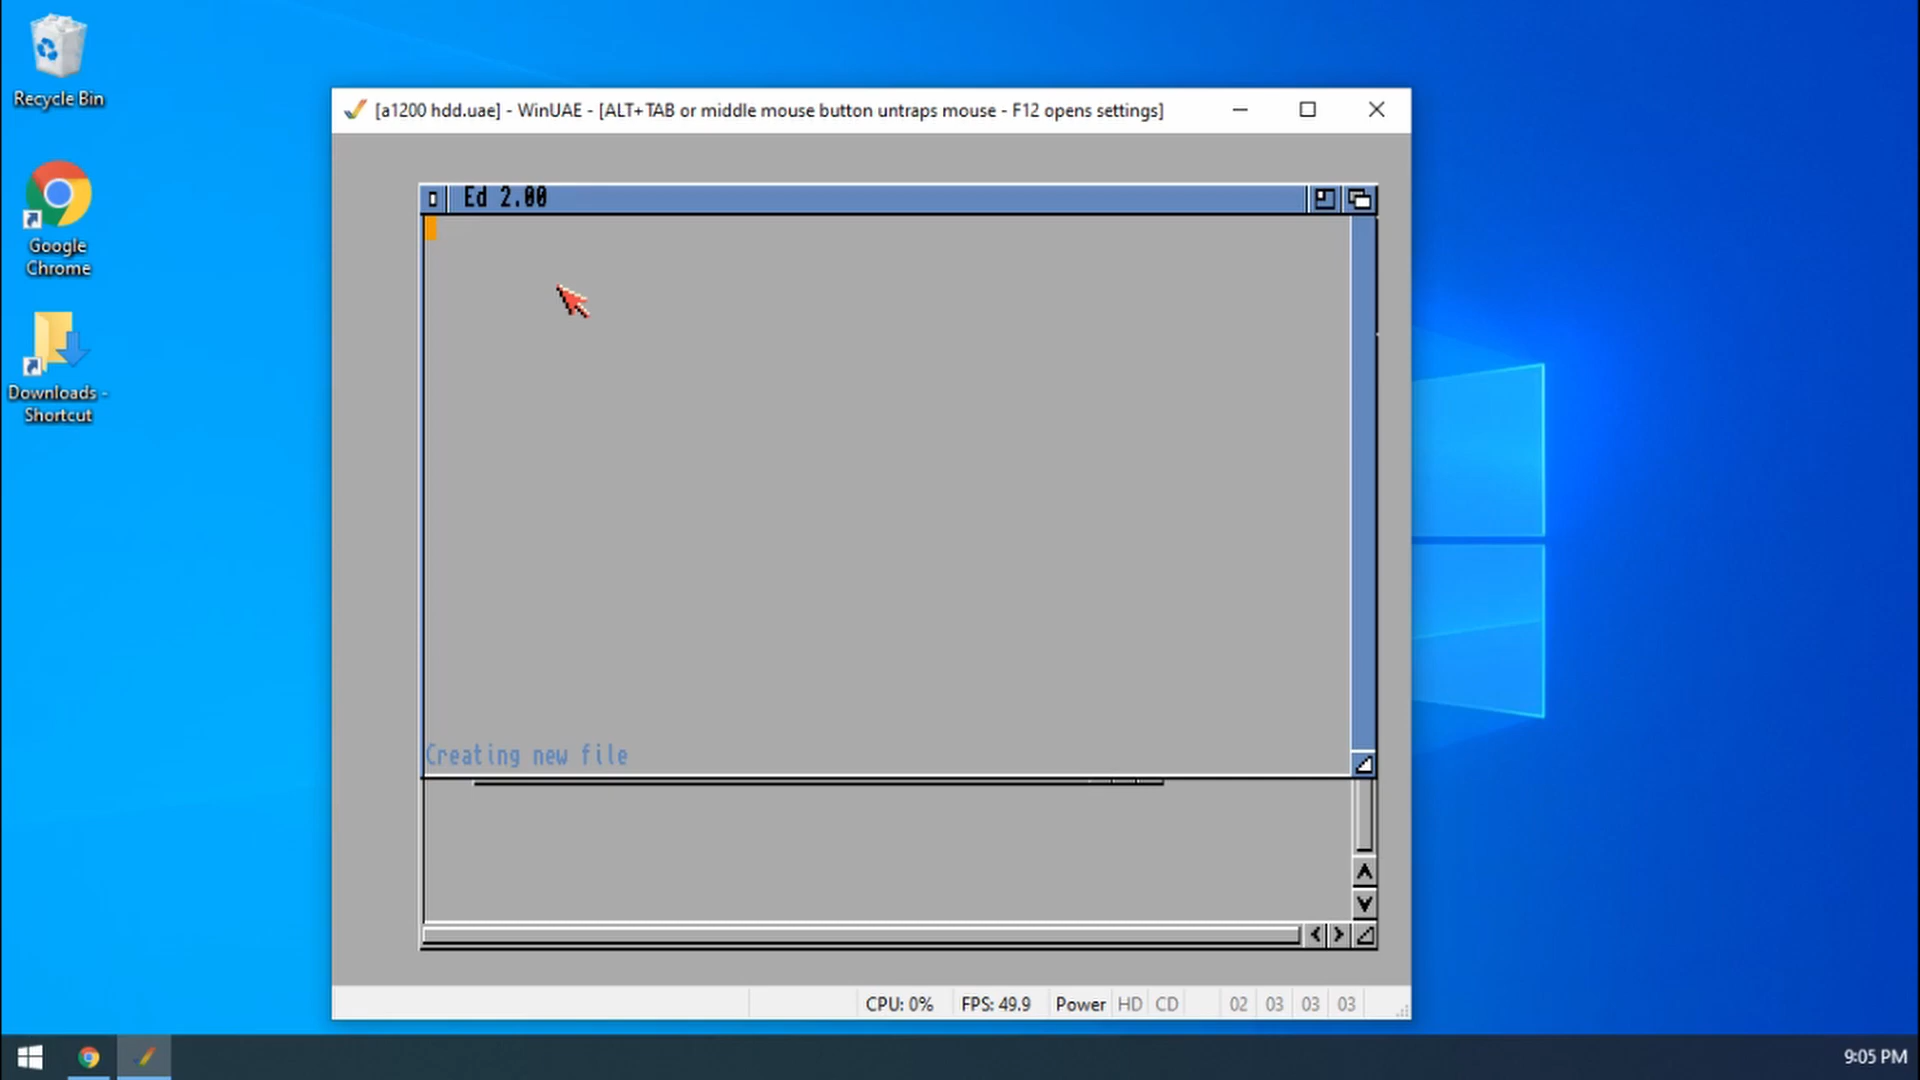 Recycle Bin
Google
Chrome
Downloads -
Shortcut
[a1200 hdd.uae] - WinUAE - [ALT+TAB or middle mouse button untraps mouse - F12 opens settings]
Ed 2.00
Creating new file
CPU: 0%
FPS: 49.9
Power
HD
CD
02
03
03
03
9:05 PM